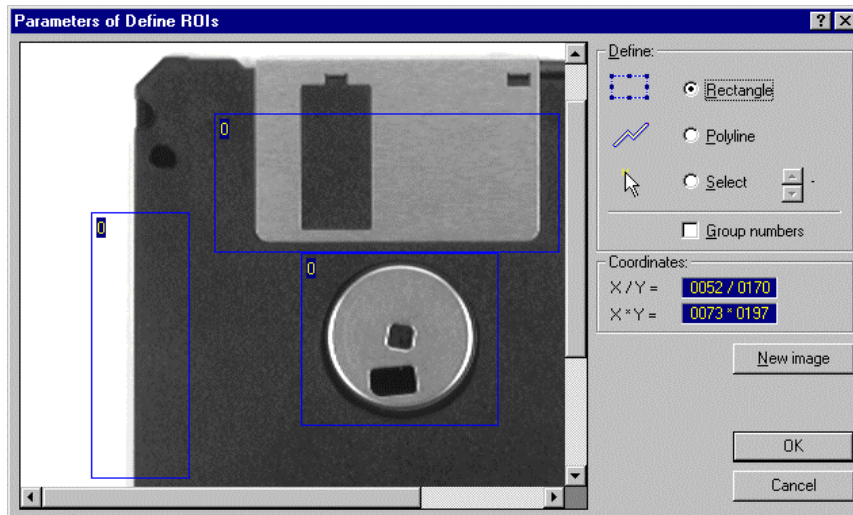 Parameters of Define ROIs
Define:
Rectangle
Polyline
Select
-
Group numbers
0
0
0
Coordinates:
X / Y = 0052 / 0170
X * Y = 0073 * 0197
New image
OK
Cancel